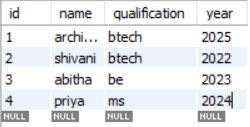 id name qualification year
1 archi... btech 2025
2 shivani btech 2022
3 abitha be 2023
4 priya ms 2024
NULL NULL NULL NULL